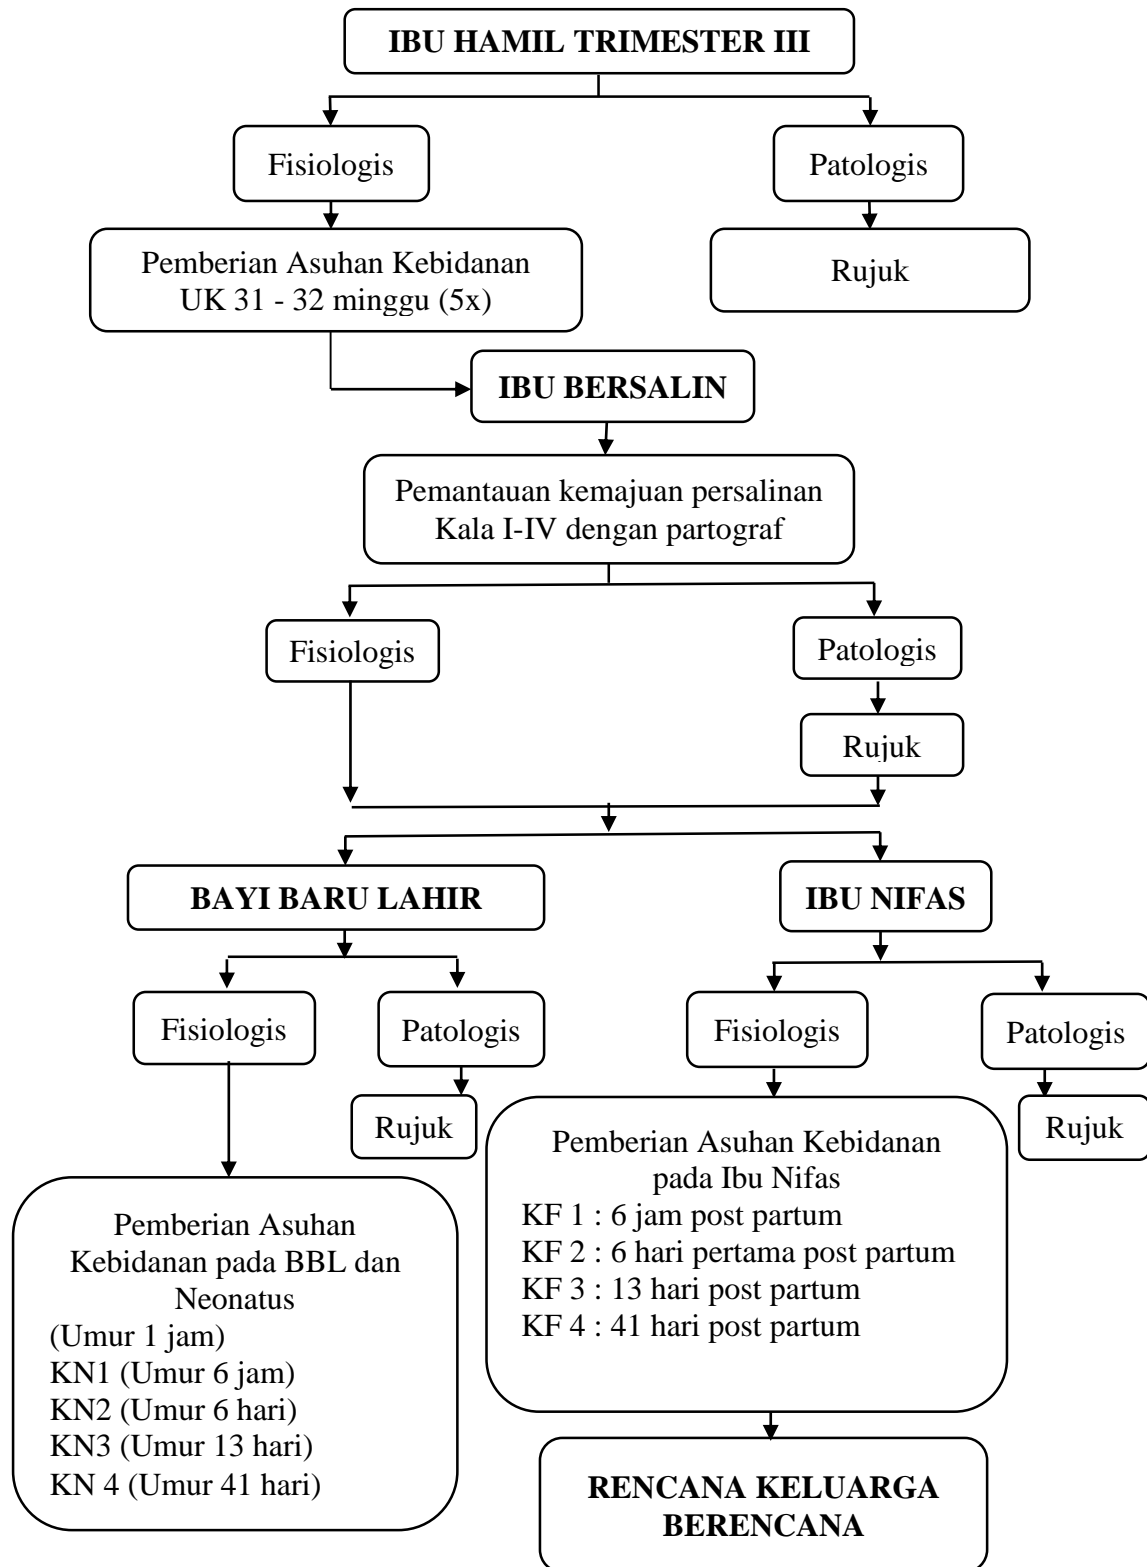 IBU HAMIL TRIMESTER III
Fisiologis
Patologis
Pemberian Asuhan Kebidanan
UK 31 - 32 minggu (5x)
Rujuk
IBU BERSALIN
Pemantauan kemajuan persalinan
Kala I-IV dengan partograf
Fisiologis
Patologis
Rujuk
BAYI BARU LAHIR
IBU NIFAS
Fisiologis
Patologis
Fisiologis
Patologis
Rujuk
Rujuk
Pemberian Asuhan
Kebidanan pada BBL dan
Neonatus
(Umur 1 jam)
KN1 (Umur 6 jam)
KN2 (Umur 6 hari)
KN3 (Umur 13 hari)
KN 4 (Umur 41 hari)
Pemberian Asuhan Kebidanan
pada Ibu Nifas
KF 1 : 6 jam post partum
KF 2 : 6 hari pertama post partum
KF 3 : 13 hari post partum
KF 4 : 41 hari post partum
RENCANA KELUARGA
BERENCANA